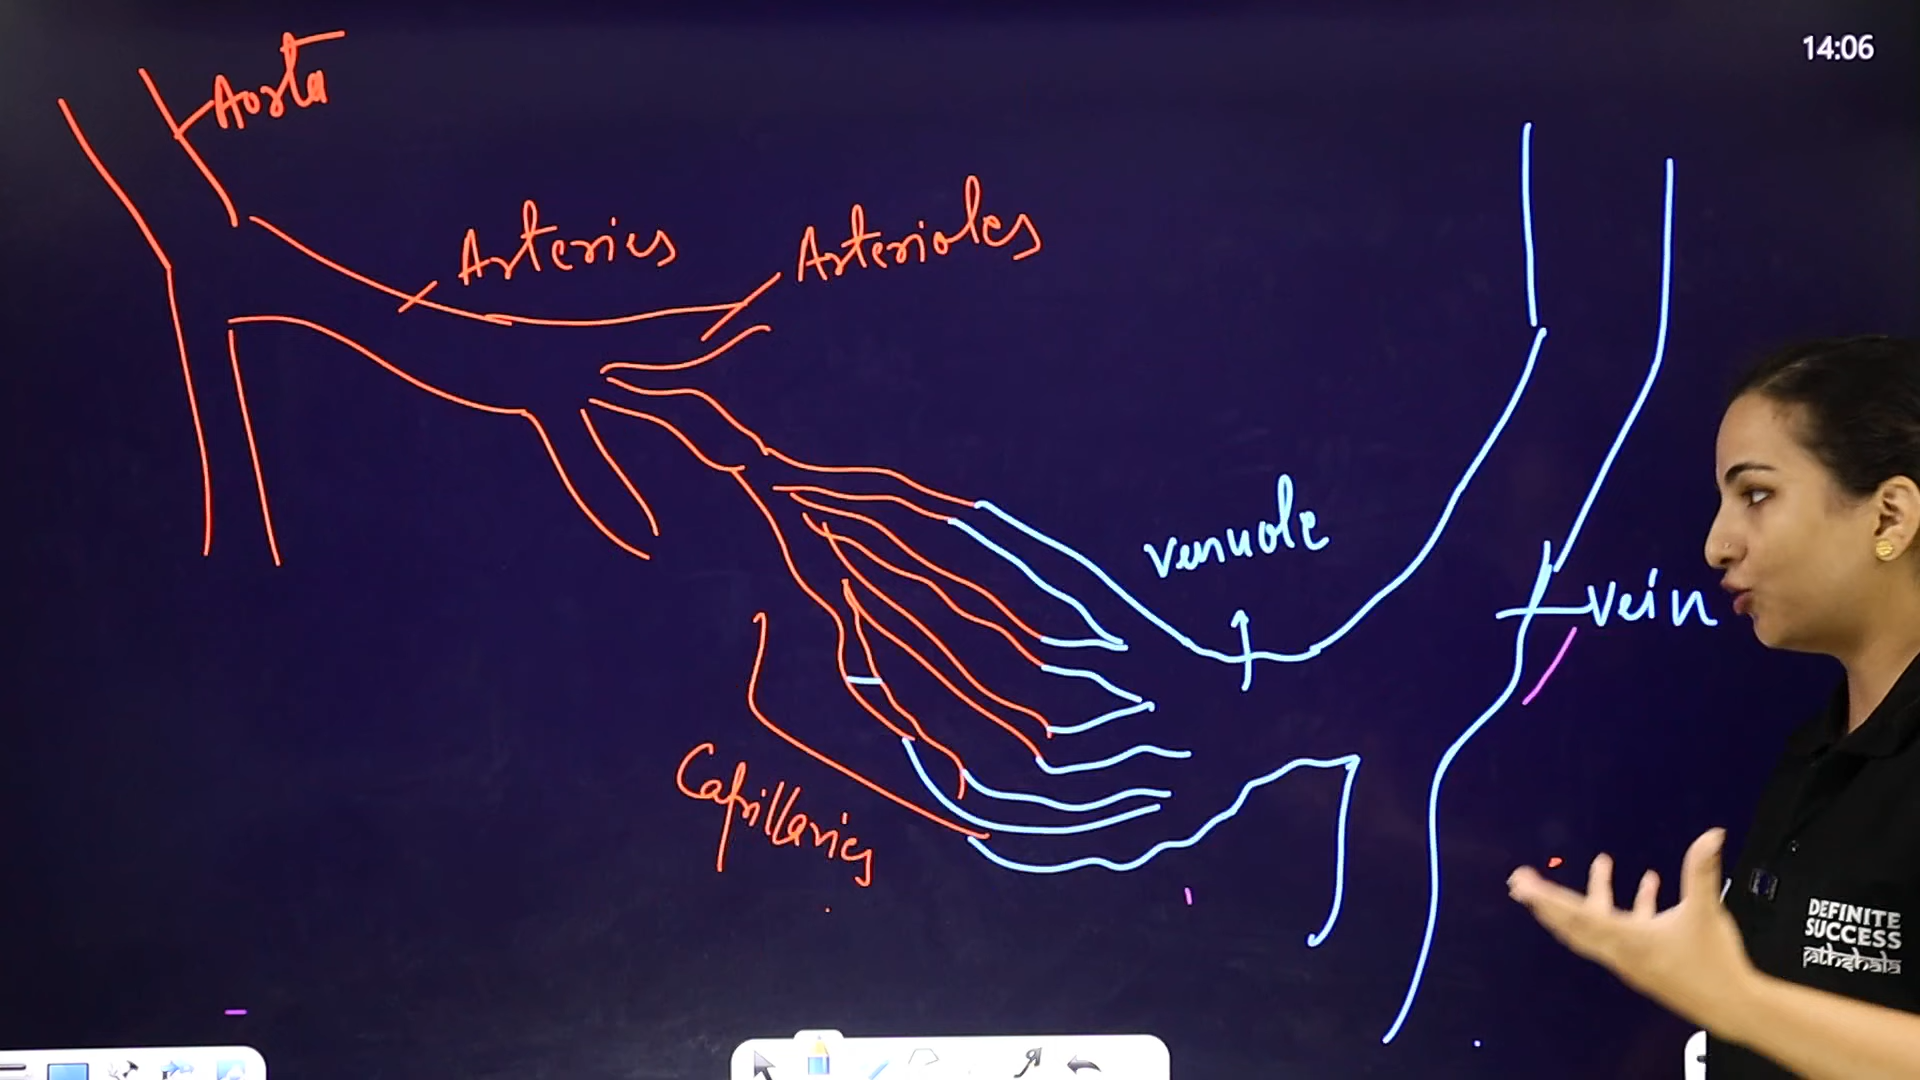 14:06
Aorta
Arteries
Arterioles
Venuole
Vein
Capillaries
DEFINITE
SUCCESS
pathshala